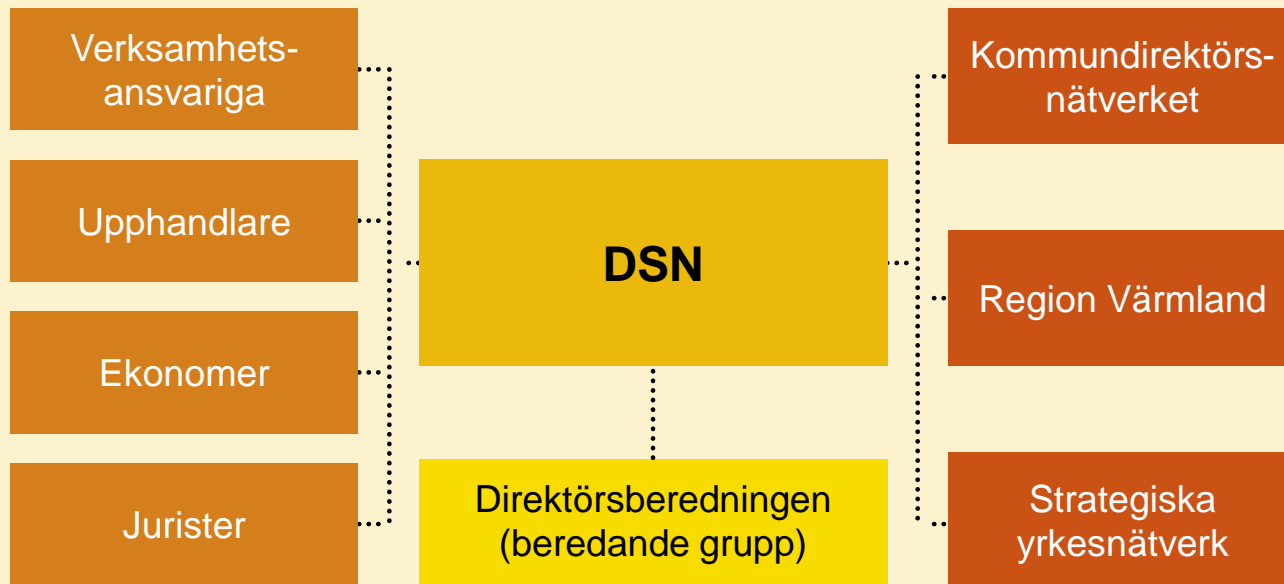 Verksamhets-
ansvariga
Upphandlare
Ekonomer
Jurister
DSN
Direktörsberedningen
(beredande grupp)
Kommundirektörs-
nätverket
Region Värmland
Strategiska
yrkesnätverk